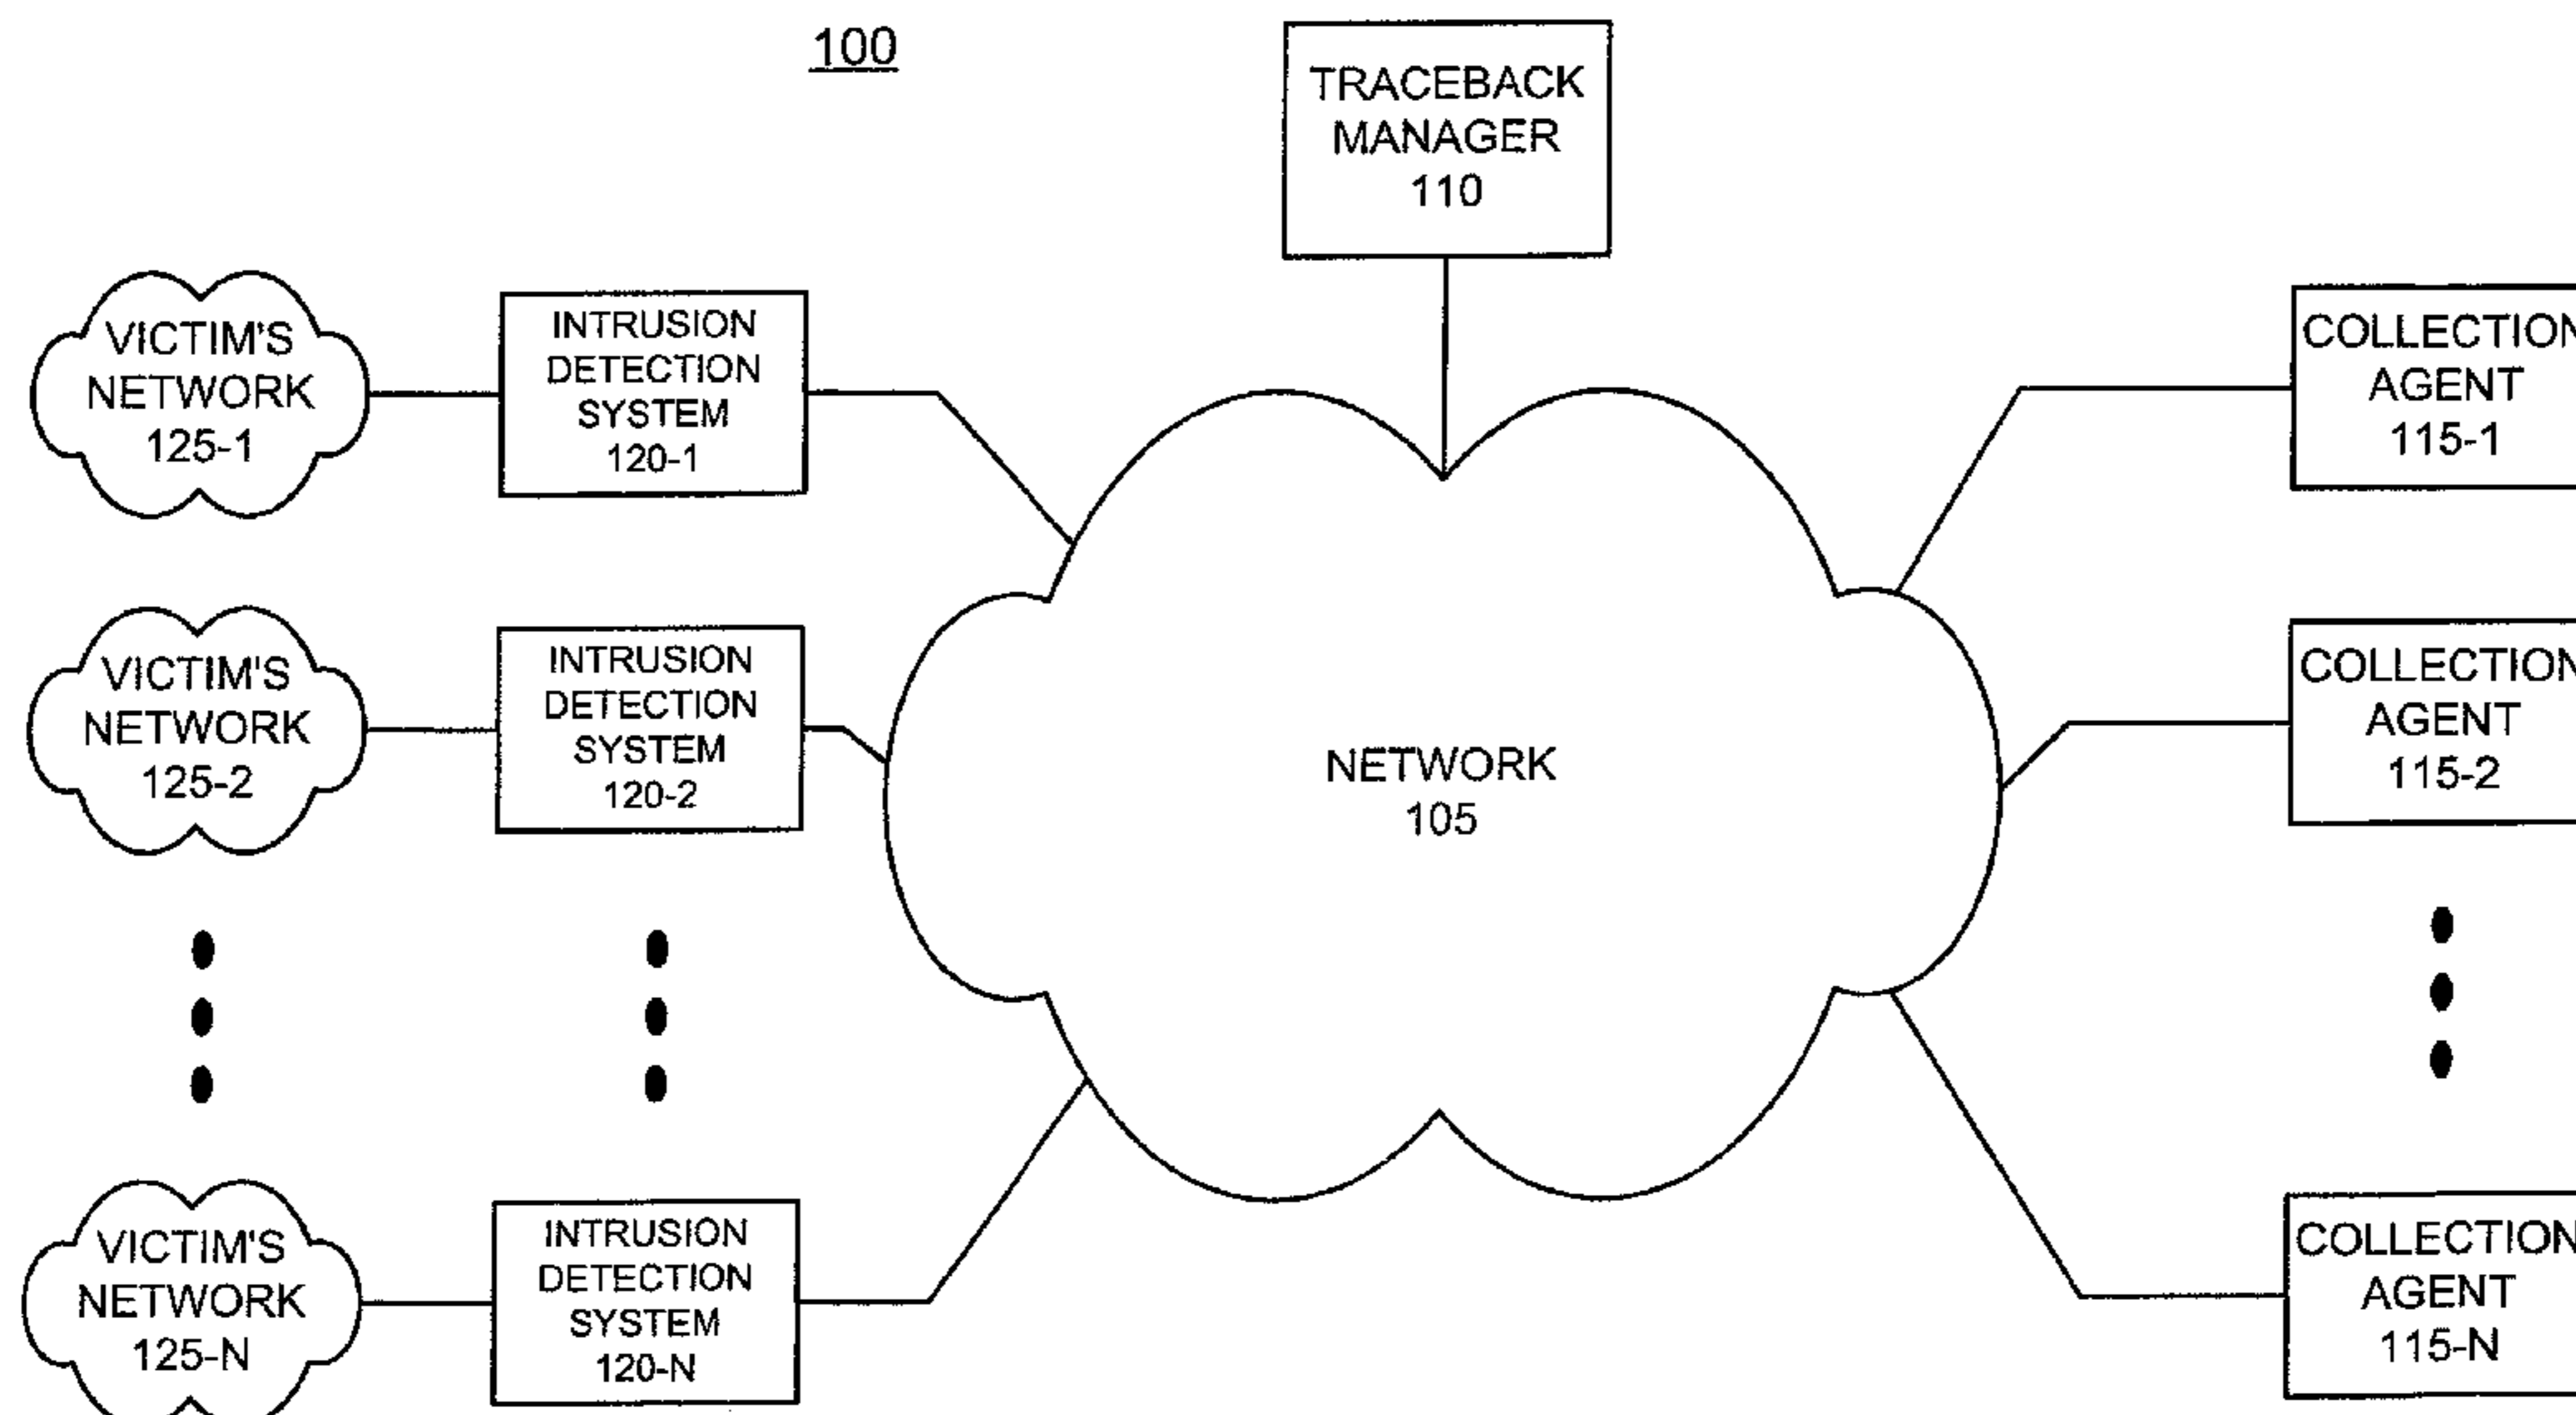 100
TRACEBACK
MANAGER
110
VICTIM'S
NETWORK
125-1
INTRUSION
DETECTION
SYSTEM
120-1
COLLECTION
AGENT
115-1
VICTIM'S
NETWORK
125-2
INTRUSION
DETECTION
SYSTEM
120-2
NETWORK
105
COLLECTION
AGENT
115-2
VICTIM'S
NETWORK
125-N
INTRUSION
DETECTION
SYSTEM
120-N
COLLECTION
AGENT
115-N